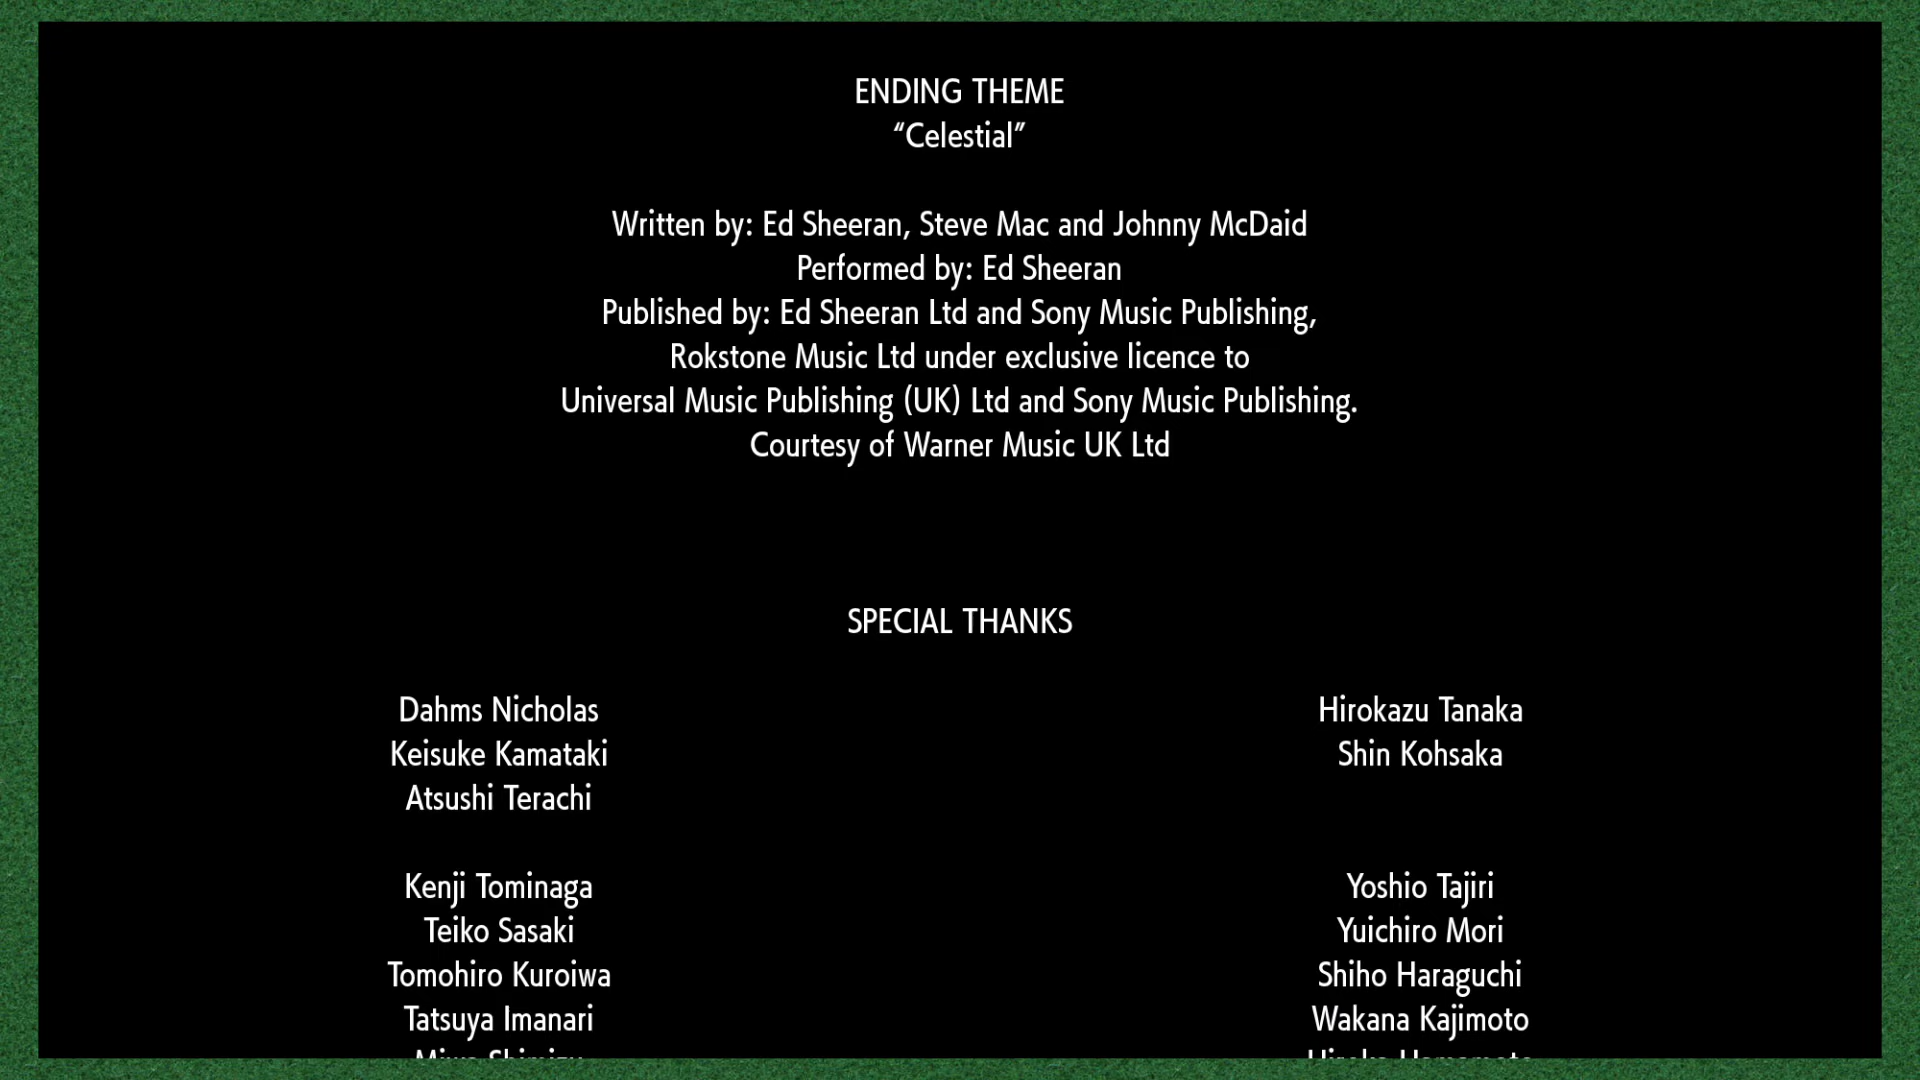 ENDING THEME
“Celestial”
Written by: Ed Sheeran, Steve Mac and Johnny McDaid
Performed by: Ed Sheeran
Published by: Ed Sheeran Ltd and Sony Music Publishing,
Rokstone Music Ltd under exclusive licence to
Universal Music Publishing (UK) Ltd and Sony Music Publishing.
Courtesy of Warner Music UK Ltd
SPECIAL THANKS
Dahms Nicholas
Hirokazu Tanaka
Keisuke Kamataki
Shin Kohsaka
Atsushi Terachi
Kenji Tominaga
Yoshio Tajiri
Teiko Sasaki
Yuichiro Mori
Tomohiro Kuroiwa
Shiho Haraguchi
Tatsuya Imanari
Wakana Kajimoto